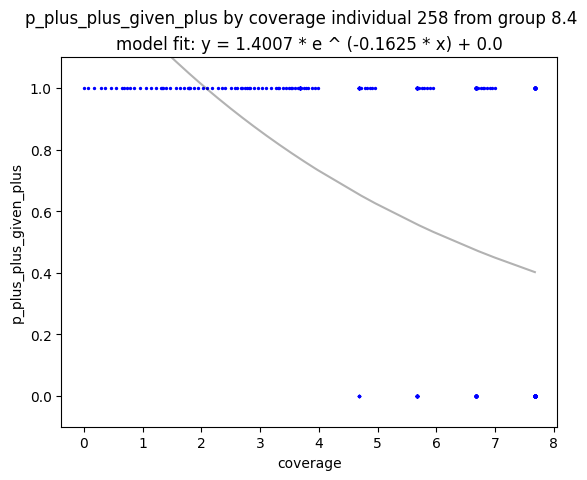 p_plus_plus_given_plus by coverage individual 258 from group 8.4
model fit: y = 1.4007 * e ^ (-0.1625 * x) + 0.0
p_plus_plus_given_plus
1.0
0.8
0.6
0.4
0.2
0.0
0 1 2 3 4 5 6 7 8
coverage